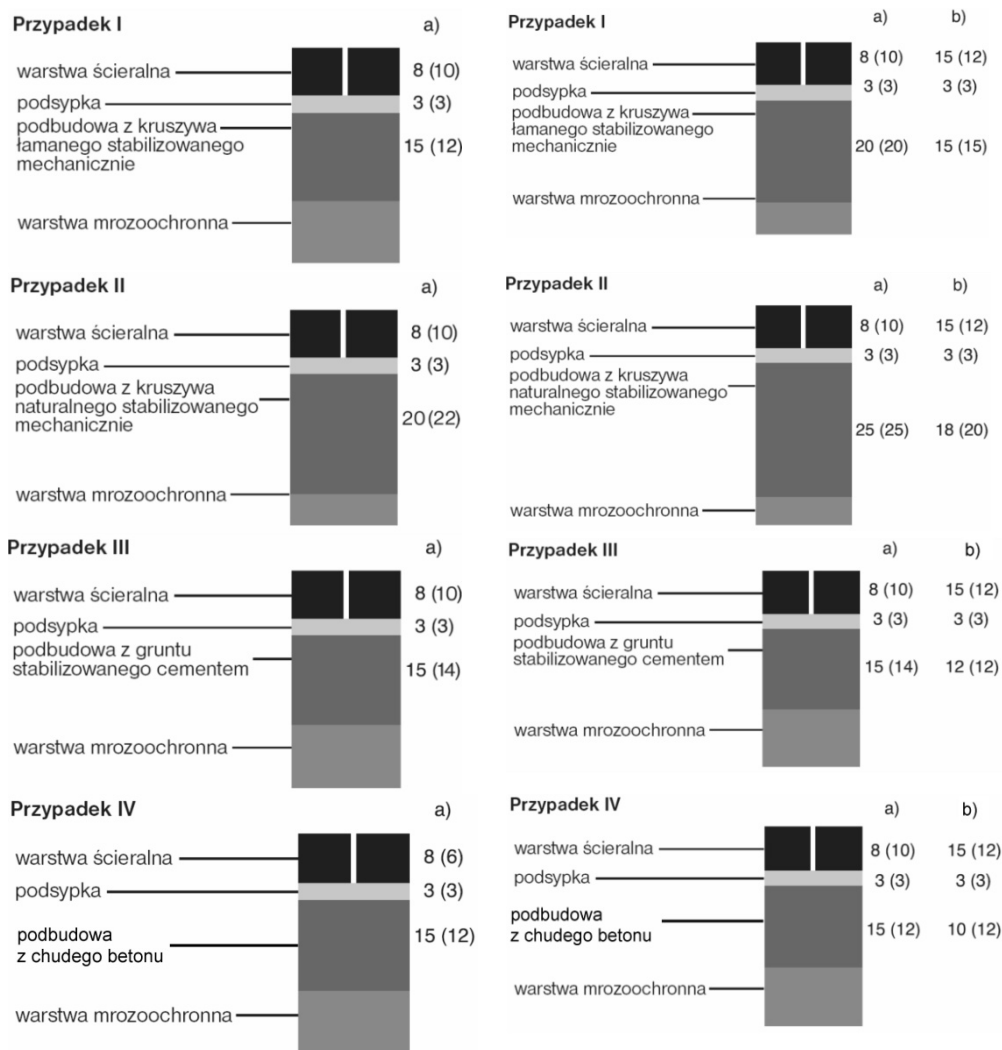 Przypadek I a)
warstwa ścieralna 8 (10)
podsypka 3 (3)
podbudowa z kruszywa
łamanego stabilizowanego 15 (12)
mechanicznie
warstwa mrozoochronna
Przypadek II a)
warstwa ścieralna 8 (10)
podsypka 3 (3)
podbudowa z kruszywa
naturalnego stabilizowanego
mechanicznie 20 (22)
warstwa mrozoochronna
Przypadek III a)
warstwa ścieralna 8 (10)
podsypka 3 (3)
podbudowa z gruntu
stabilizowanego cementem 15 (14)
warstwa mrozoochronna
Przypadek IV a)
warstwa ścieralna 8 (6)
podsypka 3 (3)
podbudowa 15 (12)
z chudego betonu
warstwa mrozoochronna
Przypadek I a) b)
warstwa ścieralna 8 (10) 15 (12)
podsypka 3 (3) 3 (3)
podbudowa z kruszywa
łamanego stabilizowanego
mechanicznie 20 (20) 15 (15)
warstwa mrozoochronna
Przypadek II a) b)
warstwa ścieralna 8 (10) 15 (12)
podsypka 3 (3) 3 (3)
podbudowa z kruszywa
naturalnego stabilizowanego
mechanicznie
25 (25) 18 (20)
warstwa mrozoochronna
Przypadek III a) b)
warstwa ścieralna 8 (10) 15 (12)
podsypka 3 (3) 3 (3)
podbudowa z gruntu
stabilizowanego cementem 15 (14) 12 (12)
warstwa mrozoochronna
Przypadek IV a) b)
warstwa ścieralna 8 (10) 15 (12)
podsypka 3 (3) 3 (3)
podbudowa
z chudego betonu 15 (12) 10 (12)
warstwa mrozoochronna